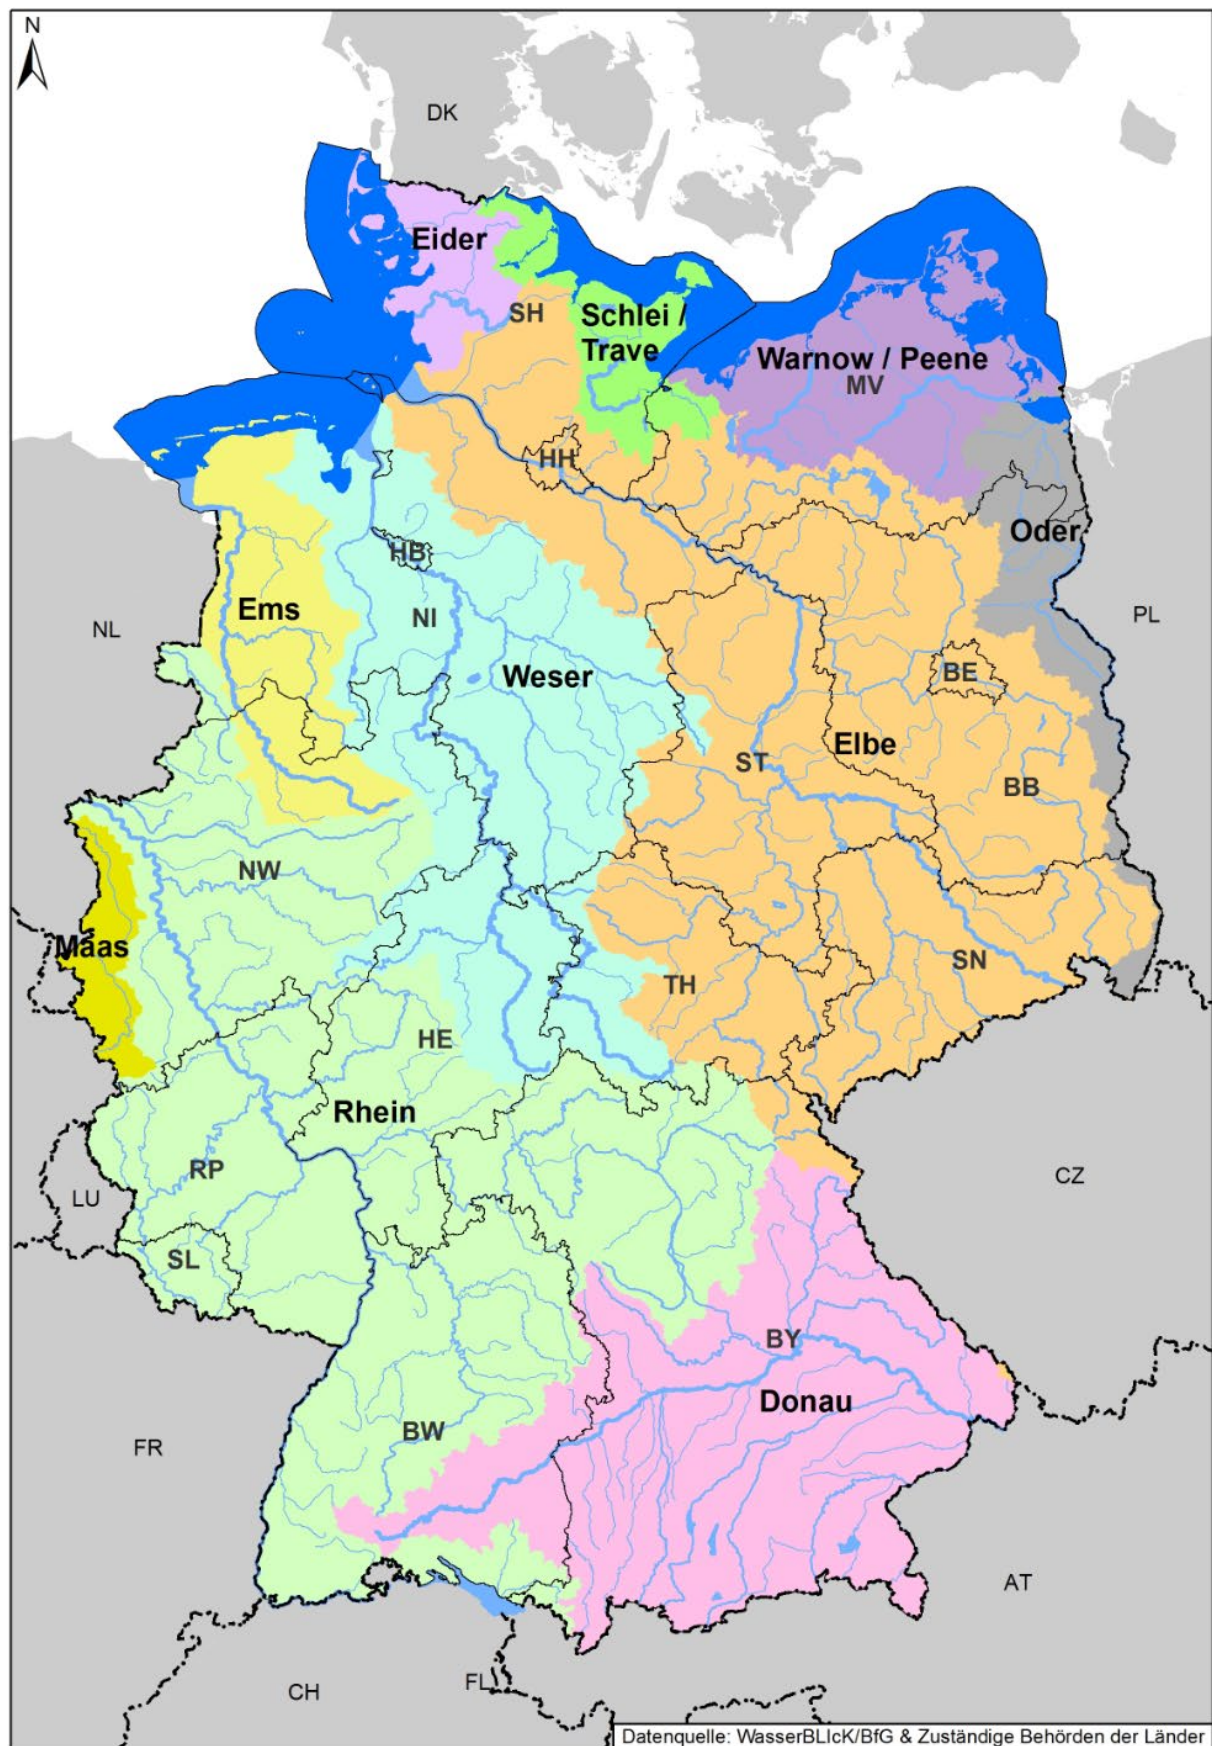 N
DK
Eider
SH
Schlei /
Trave
Warnow / Peene
MV
HH
Oder
HB
Ems
NI
NL
PL
BE
Weser
Elbe
ST
BB
NW
Maas
SN
TH
HE
Rhein
RP
CZ
LU
SL
BY
Donau
BW
FR
AT
FL
CH
Datenquelle: WasserBLIcK/BfG & Zuständige Behörden der Länder